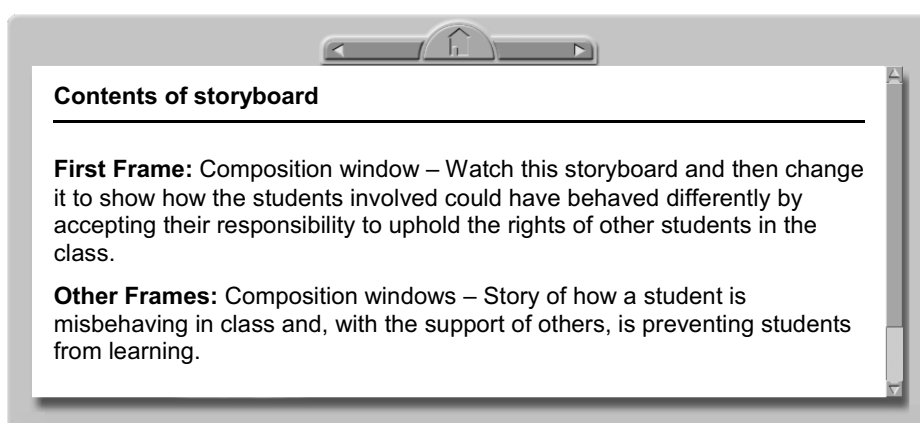 Contents of storyboard
First Frame: Composition window – Watch this storyboard and then change
it to show how the students involved could have behaved differently by
accepting their responsibility to uphold the rights of other students in the
class.
Other Frames: Composition windows – Story of how a student is
misbehaving in class and, with the support of others, is preventing students
from learning.